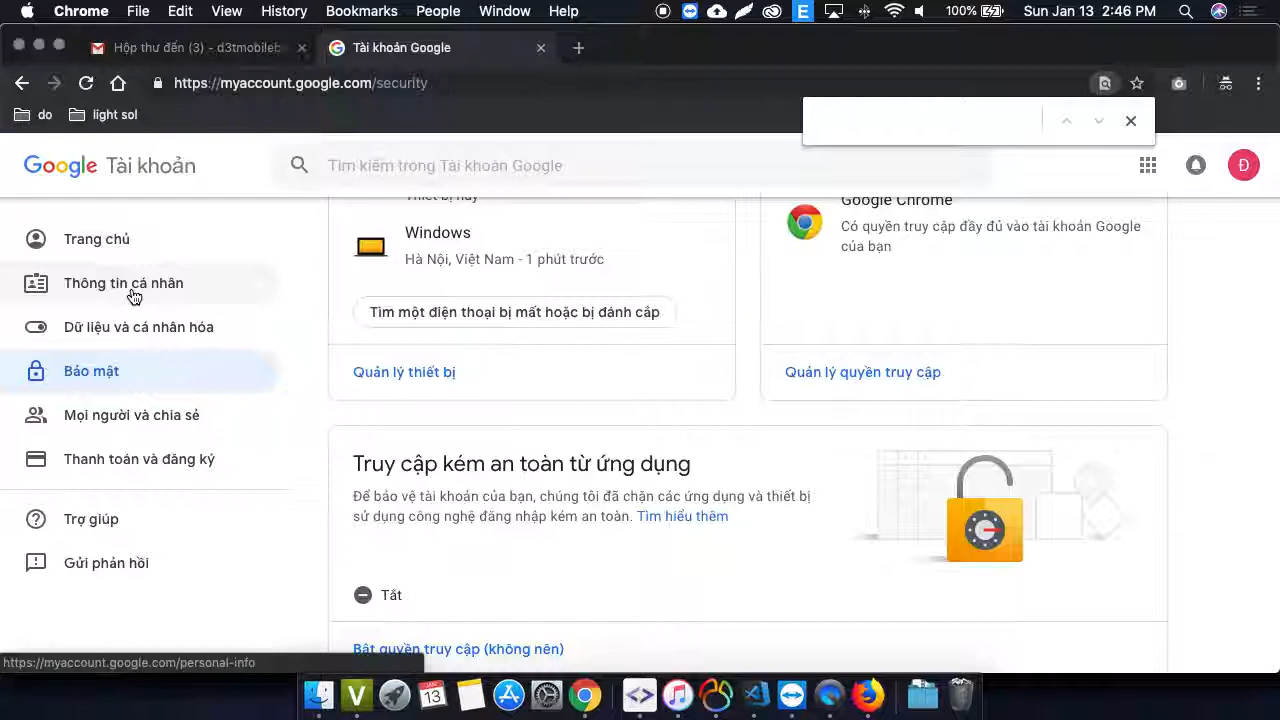 Chrome File Edit View History Bookmarks People Window Help 100% Sun Jan 13 2:46 PM
Hộp thư đến (3) - d3tmobileb Tài khoản Google
https://myaccount.google.com/security
do light sol
Google Tài khoản Tìm kiếm trong Tài khoản Google Đ
Trang chủ
Thông tin cá nhân
Dữ liệu và cá nhân hóa
Bảo mật
Mọi người và chia sẻ
Thanh toán và đăng ký
Trợ giúp
Gửi phản hồi
Thiết bị này
Windows
Hà Nội, Việt Nam - 1 phút trước
Tìm một điện thoại bị mất hoặc bị đánh cắp
Quản lý thiết bị
Google Chrome
Có quyền truy cập đầy đủ vào tài khoản Google
của bạn
Quản lý quyền truy cập
Truy cập kém an toàn từ ứng dụng
Để bảo vệ tài khoản của bạn, chúng tôi đã chặn các ứng dụng và thiết bị
sử dụng công nghệ đăng nhập kém an toàn. Tìm hiểu thêm
Tắt
Bật quyền truy cập (không nên)
https://myaccount.google.com/personal-info
JAN
13